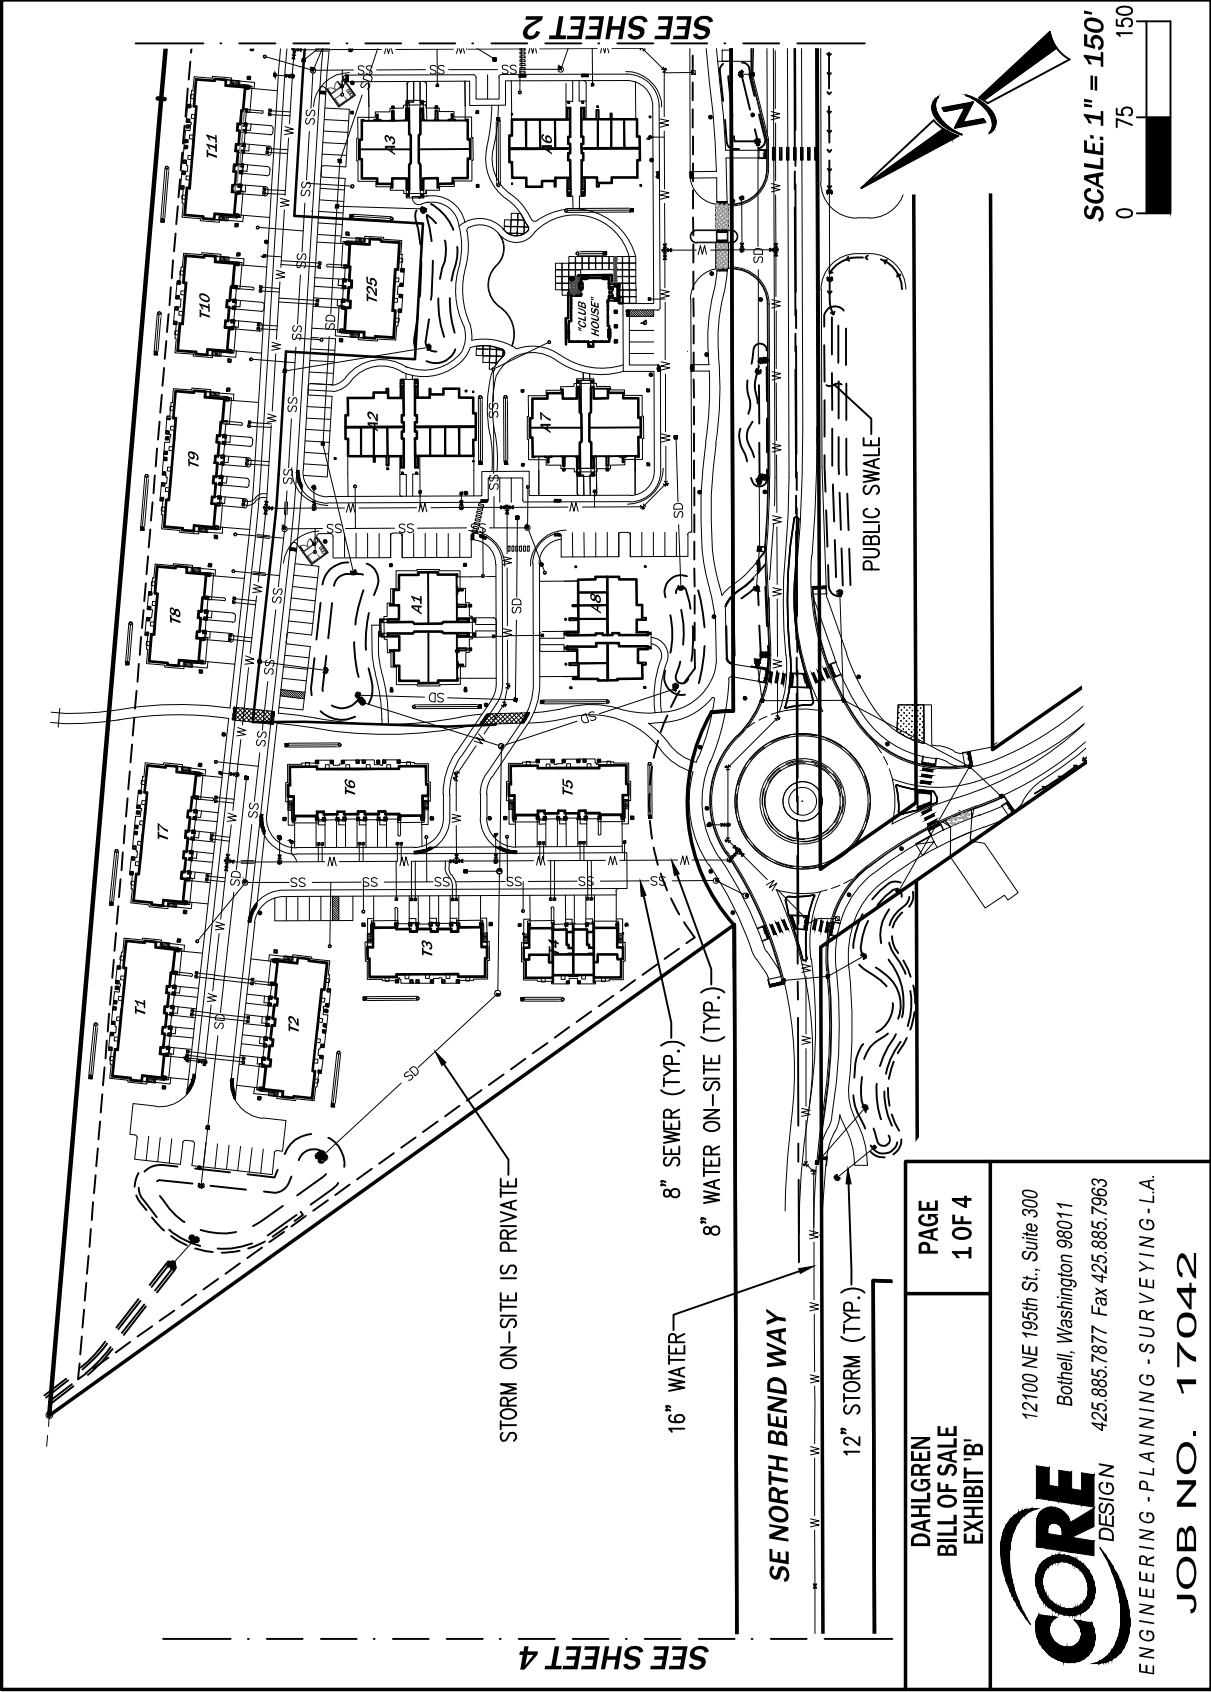 SEE SHEET 2
SEE SHEET 4
T11
T10
T9
T8
T7
T1
T2
T3
T4
T5
T6
T25
A1
A2
A3
A6
A7
A8
"CLUB
HOUSE"
SS
SD
W
PUBLIC SWALE
N
SCALE: 1" = 150'
0 75 150
STORM ON-SITE IS PRIVATE
8" SEWER (TYP.)
8" WATER ON-SITE (TYP.)
16" WATER
SE NORTH BEND WAY
12" STORM (TYP.)
DAHLGREN
BILL OF SALE
EXHIBIT 'B'
PAGE
1 OF 4
CORE
DESIGN
12100 NE 195th St., Suite 300
Bothell, Washington 98011
425.885.7877 Fax 425.885.7963
ENGINEERING - PLANNING - SURVEYING - L.A.
JOB NO. 17042